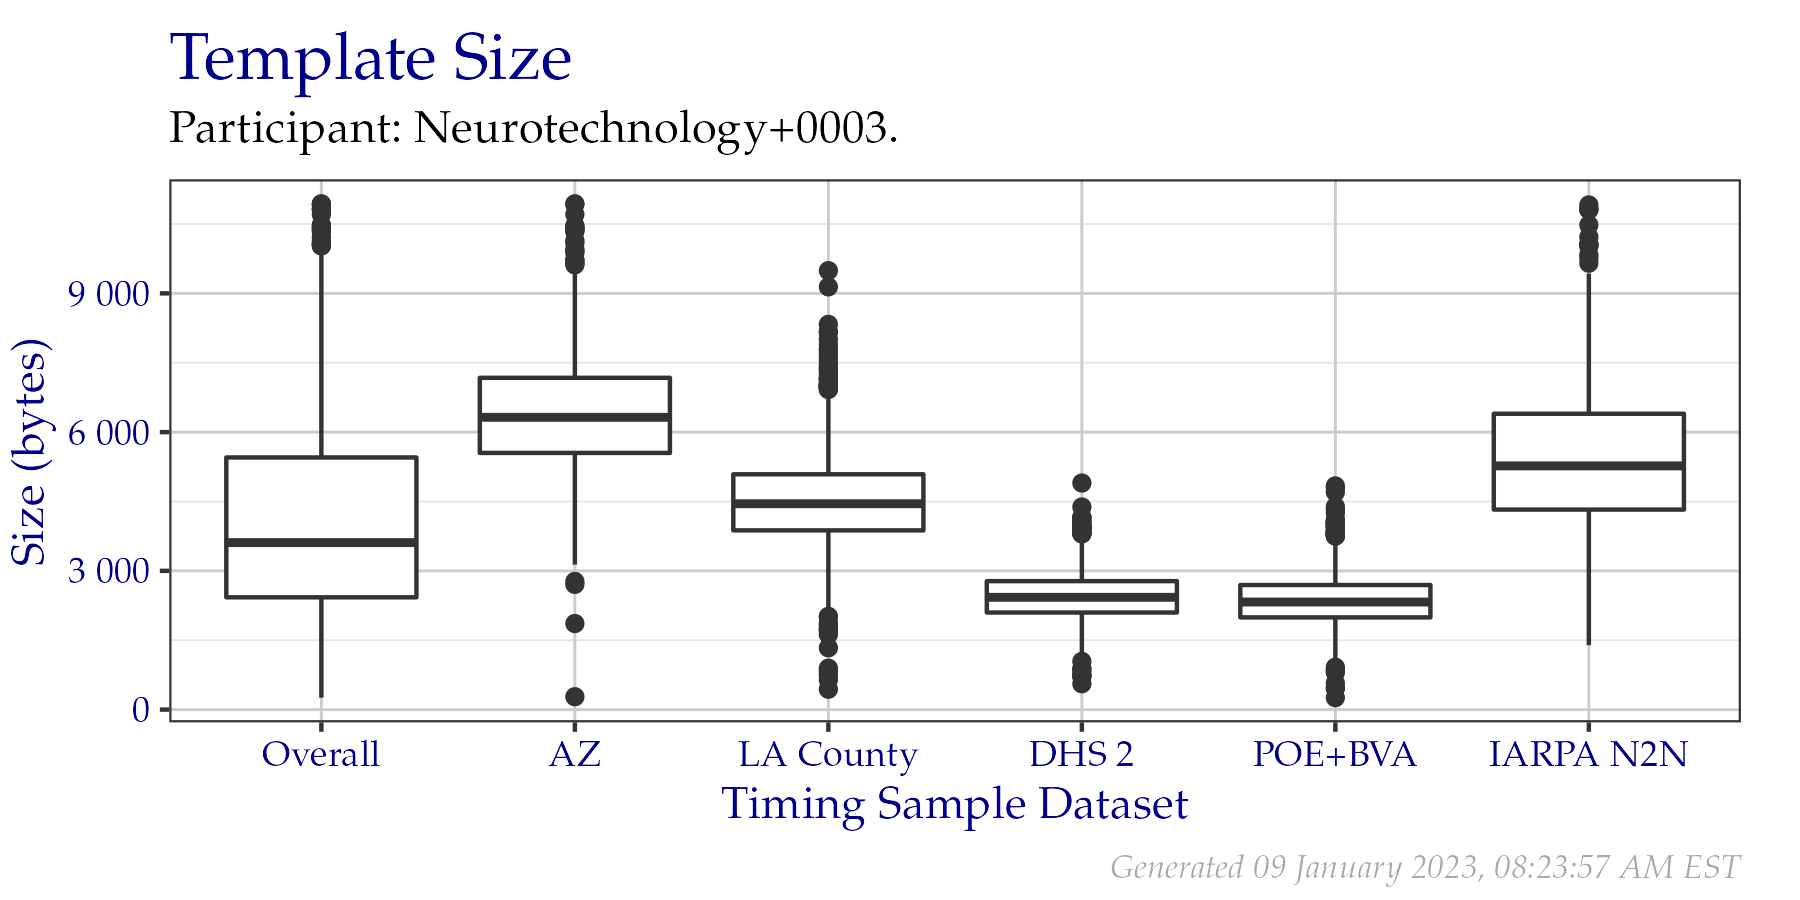 Template Size
Participant: Neurotechnology+0003.
Size (bytes)
9 000
6 000
3 000
0
Overall AZ LA County DHS 2 POE+BVA IARPA N2N
Timing Sample Dataset
Generated 09 January 2023, 08:23:57 AM EST